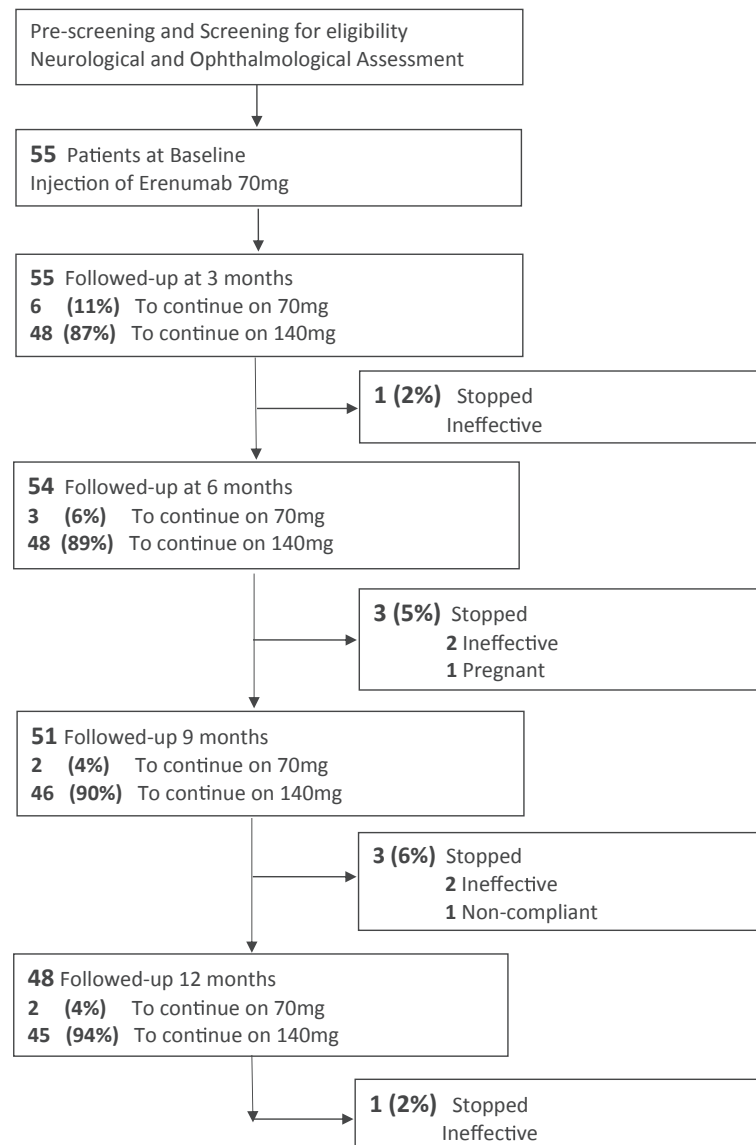 Pre-screening and Screening for eligibility
Neurological and Ophthalmological Assessment
55 Patients at Baseline
Injection of Erenumab 70mg
55 Followed-up at 3 months
6 (11%) To continue on 70mg
48 (87%) To continue on 140mg
1 (2%) Stopped
Ineffective
54 Followed-up at 6 months
3 (6%) To continue on 70mg
48 (89%) To continue on 140mg
3 (5%) Stopped
2 Ineffective
1 Pregnant
51 Followed-up 9 months
2 (4%) To continue on 70mg
46 (90%) To continue on 140mg
3 (6%) Stopped
2 Ineffective
1 Non-compliant
48 Followed-up 12 months
2 (4%) To continue on 70mg
45 (94%) To continue on 140mg
1 (2%) Stopped
Ineffective